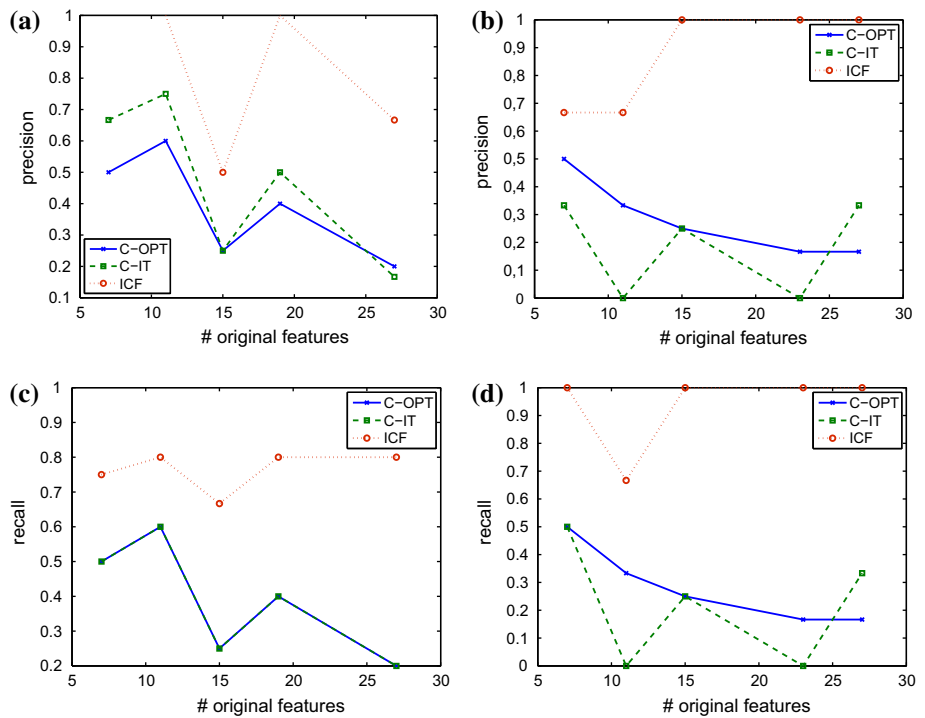 (a)
precision
1
0.9
0.8
0.7
0.6
0.5
0.4
0.3
0.2
0.1
C-OPT
C-IT
ICF
5 10 15 20 25 30
# original features
(b)
precision
1
0,9
0,8
0,7
0,6
0,5
0,4
0,3
0,2
0,1
0
C-OPT
C-IT
ICF
5 10 15 20 25 30
# original features
(c)
recall
1
0.9
0.8
0.7
0.6
0.5
0.4
0.3
0.2
C-OPT
C-IT
ICF
5 10 15 20 25 30
# original features
(d)
recall
1
0.9
0.8
0.7
0.6
0.5
0.4
0.3
0.2
0.1
0
C-OPT
C-IT
ICF
5 10 15 20 25 30
# original features